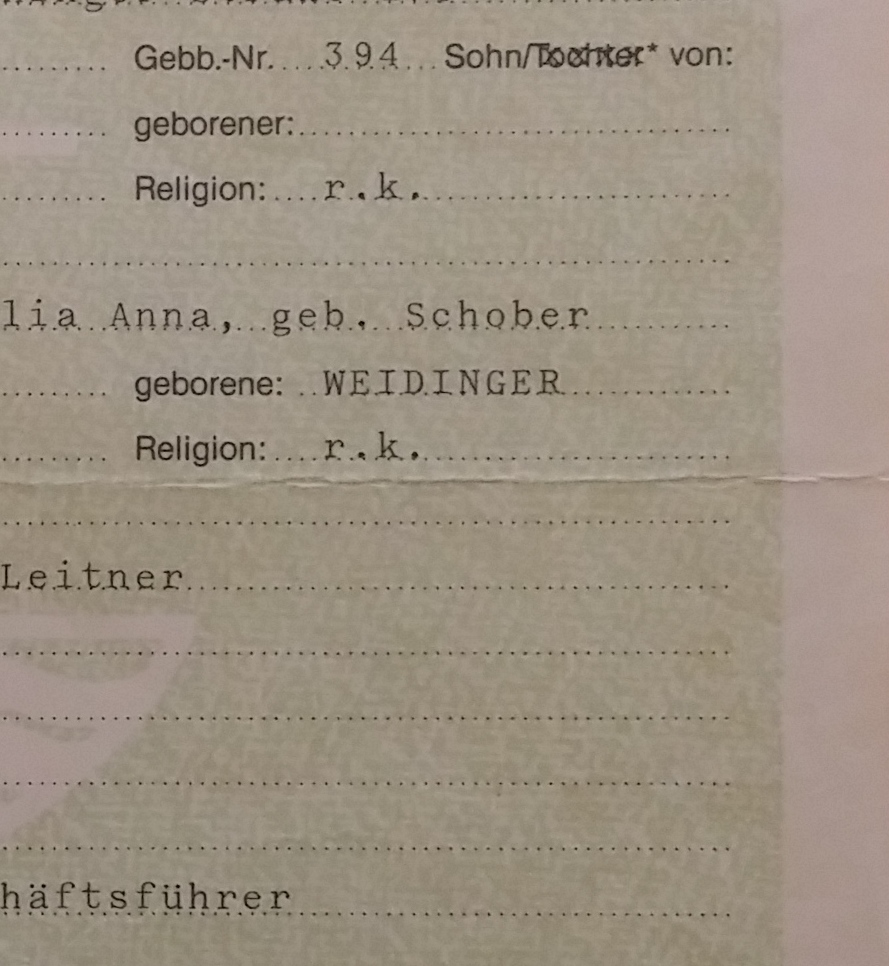 Gebb.-Nr. 394 Sohn/Tochter* von:
geborener:
Religion: r.k.
lia Anna, geb. Schober
geborene: WEIDINGER
Religion: r.k.
Leitner
häftsführer